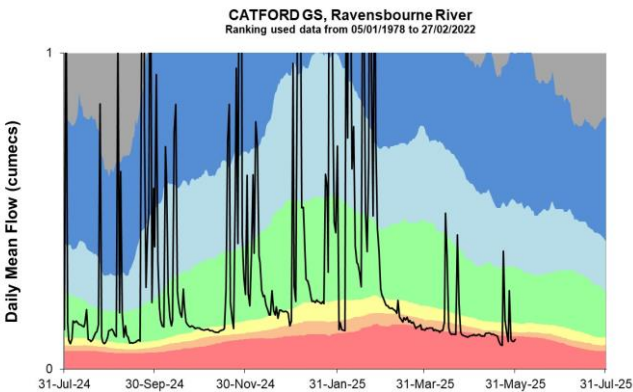 CATFORD GS, Ravensbourne River
Ranking used data from 05/01/1978 to 27/02/2022
1
Daily Mean Flow (cumecs)
0
31-Jul-24 30-Sep-24 30-Nov-24 31-Jan-25 31-Mar-25 31-May-25 31-Jul-25